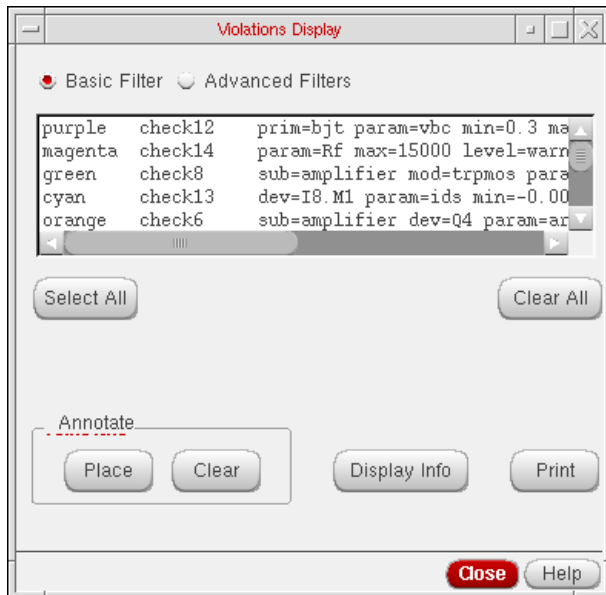 Violations Display
Basic Filter Advanced Filters
purple check12 prim=bjt param=vbc min=0.3 ma
magenta check14 param=Rf max=15000 level=warn
green check8 sub=amplifier mod=trpmos para
cyan check13 dev=I8.M1 param=ids min=-0.00
orange check6 sub=amplifier dev=Q4 param=ar
Select All Clear All
Annotate
Place Clear Display Info Print
Close Help